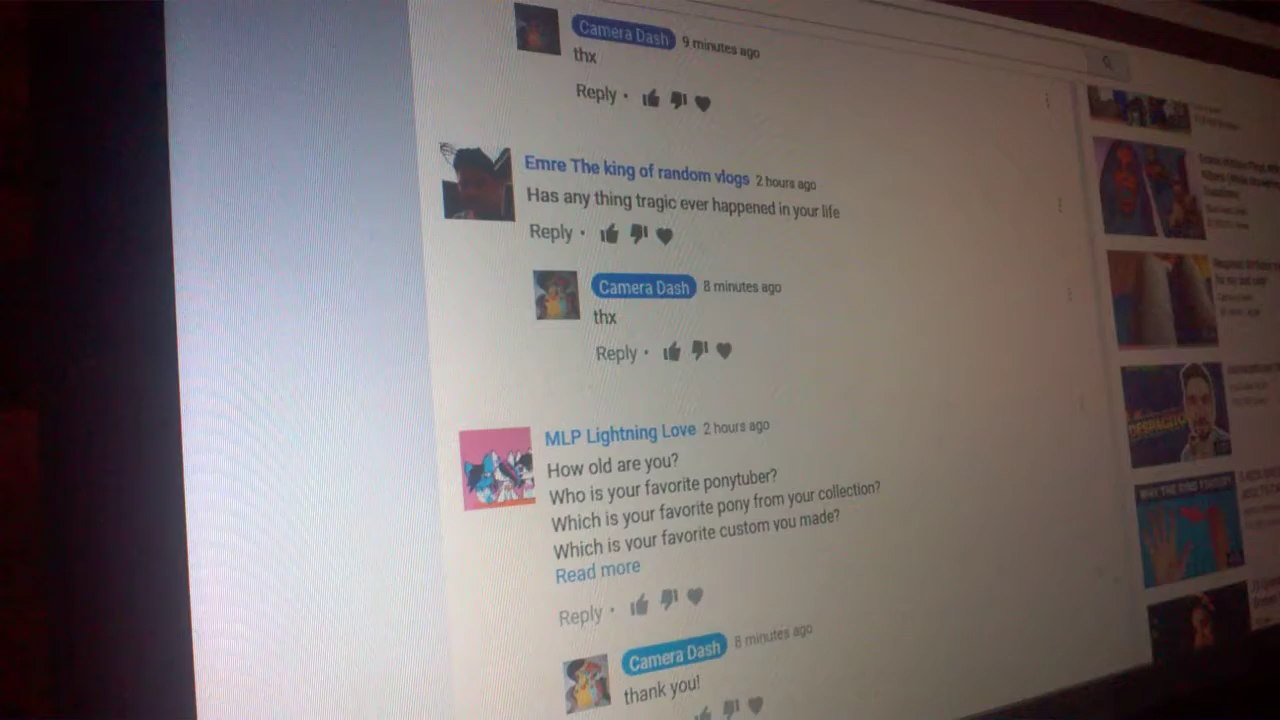 Camera Dash 9 minutes ago
thx
Reply
Emre The king of random vlogs 2 hours ago
Has any thing tragic ever happened in your life
Reply
Camera Dash 8 minutes ago
thx
Reply
MLP Lightning Love 2 hours ago
How old are you?
Who is your favorite ponytuber?
Which is your favorite pony from your collection?
Which is your favorite custom you made?
Read more
Reply
Camera Dash 8 minutes ago
thank you!
DESPACITO